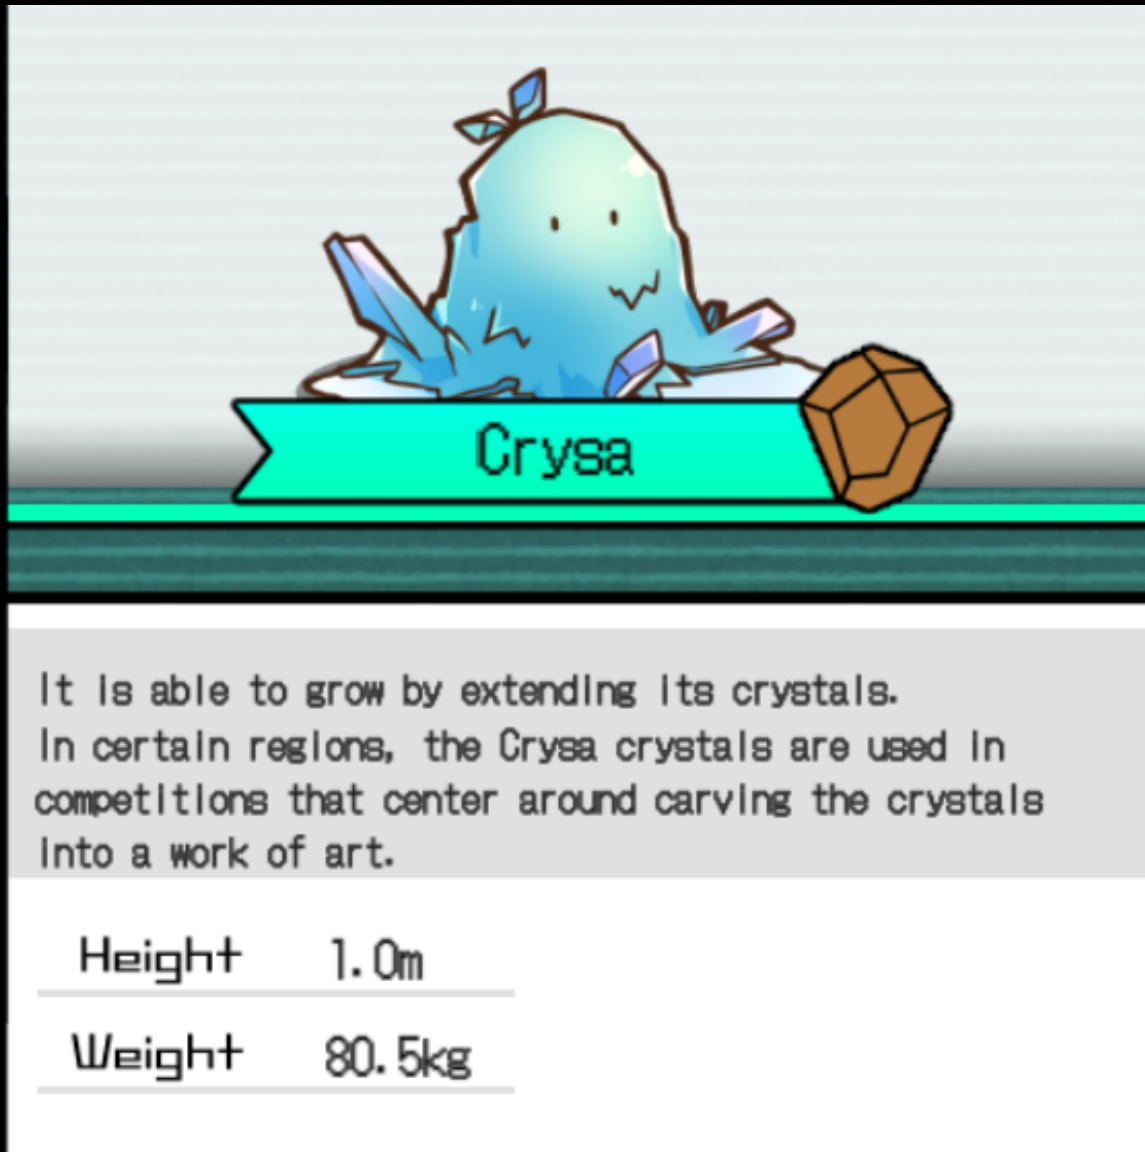 Crysa
It is able to grow by extending its crystals.
In certain regions, the Crysa crystals are used in
competitions that center around carving the crystals
into a work of art.
Height 1.0m
Weight 80.5kg